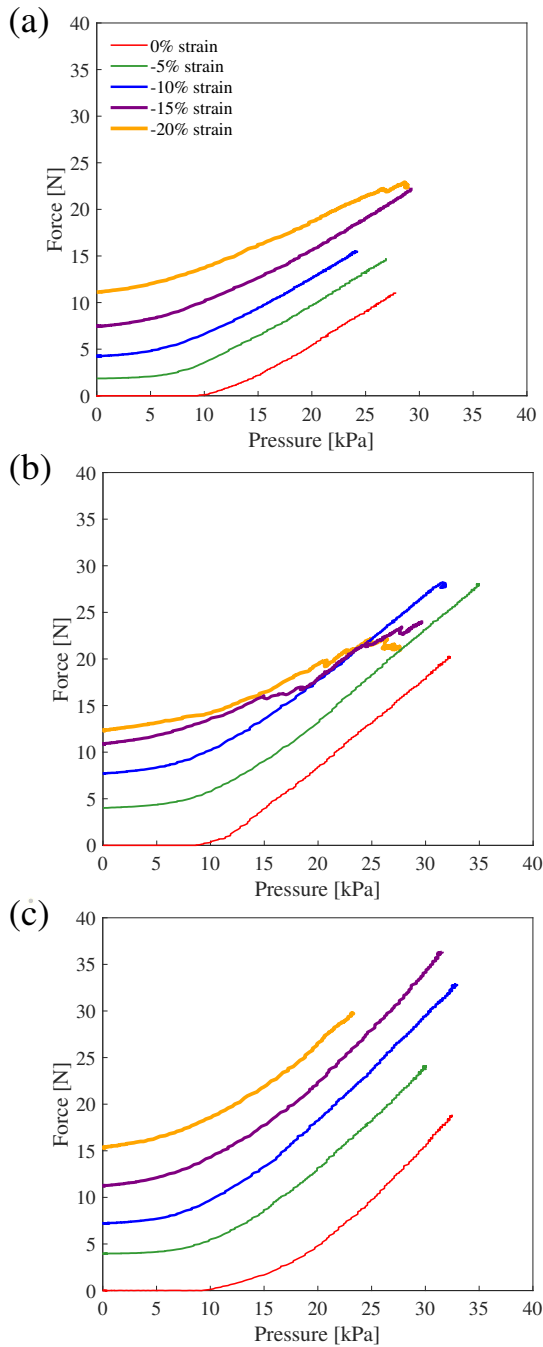 (a)
40
35
30
25
20
15
10
5
0
Force [N]
0% strain
-5% strain
-10% strain
-15% strain
-20% strain
0 5 10 15 20 25 30 35 40
Pressure [kPa]
(b)
40
35
30
25
20
15
10
5
0
Force [N]
0 5 10 15 20 25 30 35 40
Pressure [kPa]
(c)
40
35
30
25
20
15
10
5
0
Force [N]
0 5 10 15 20 25 30 35 40
Pressure [kPa]